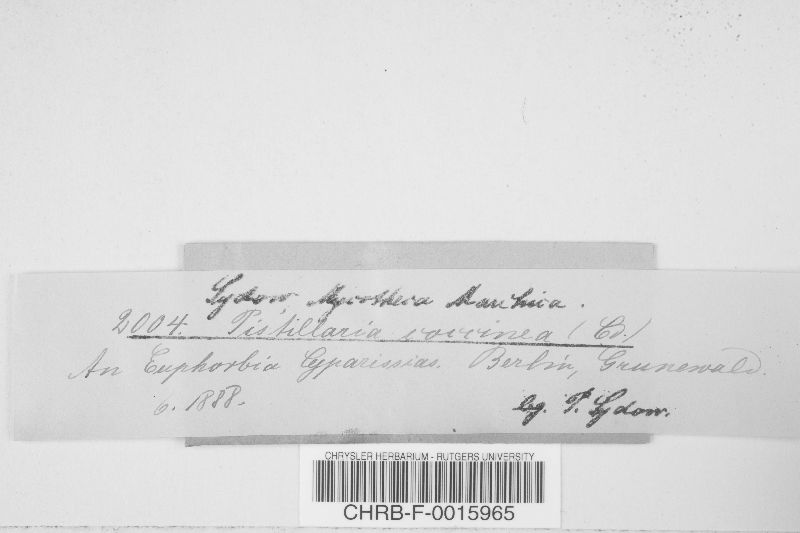 Sydow, Mycotheca Marchica.
2004. Pistillaria coccinea (Cd.)
An Euphorbia Cyparissias. Berlin, Grunewald.
6. 1888.
leg. P. Sydow.
CHRYSLER HERBARIUM - RUTGERS UNIVERSITY
CHRB-F-0015965